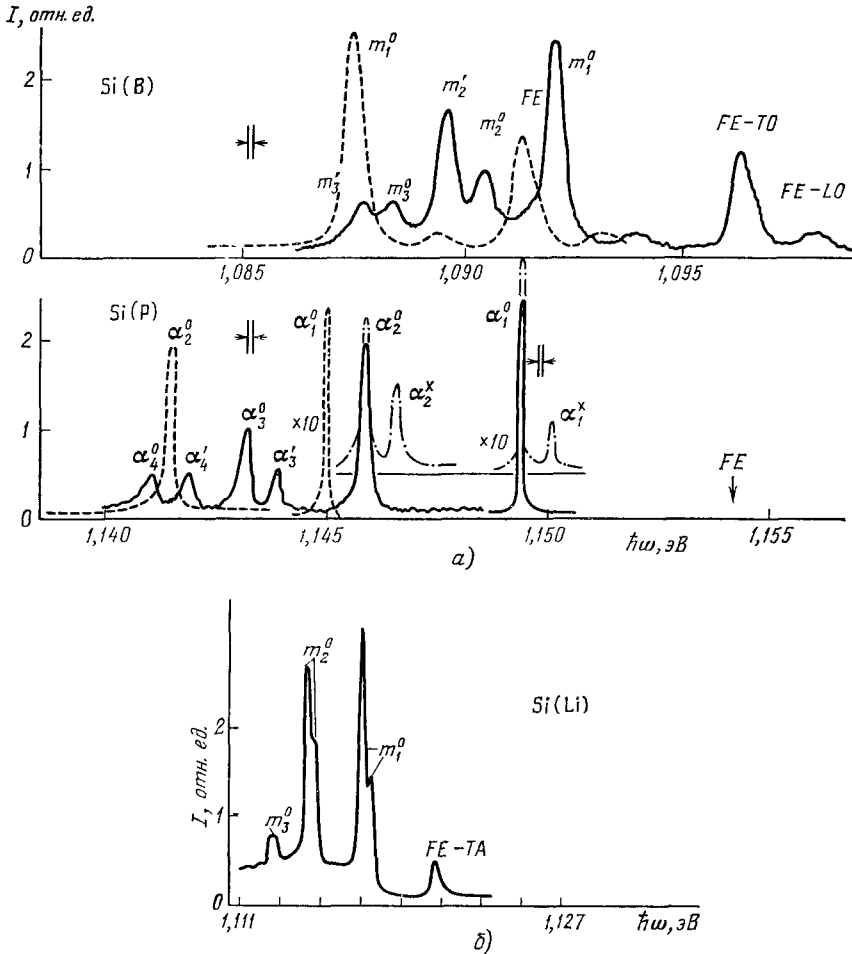 I, отн. ед.
Si(B)
m₁⁰
m₂′
m₂⁰
FE
m₁⁰
FE-TO
FE-LO
m₃′
m₃⁰
2
1
0
1,085
1,090
1,095
Si(P)
α₂⁰
α₁⁰
α₂⁰
α₁⁰
α₂ˣ
α₁ˣ
×10
×10
α₃⁰
α₃′
α₄⁰
α₄′
FE
2
1
0
1,140
1,145
1,150
1,155
ħω, эВ
а)
m₂⁰
Si(Li)
m₁⁰
m₃⁰
FE-TA
I, отн. ед.
2
1
0
1,111
1,127
ħω, эВ
б)